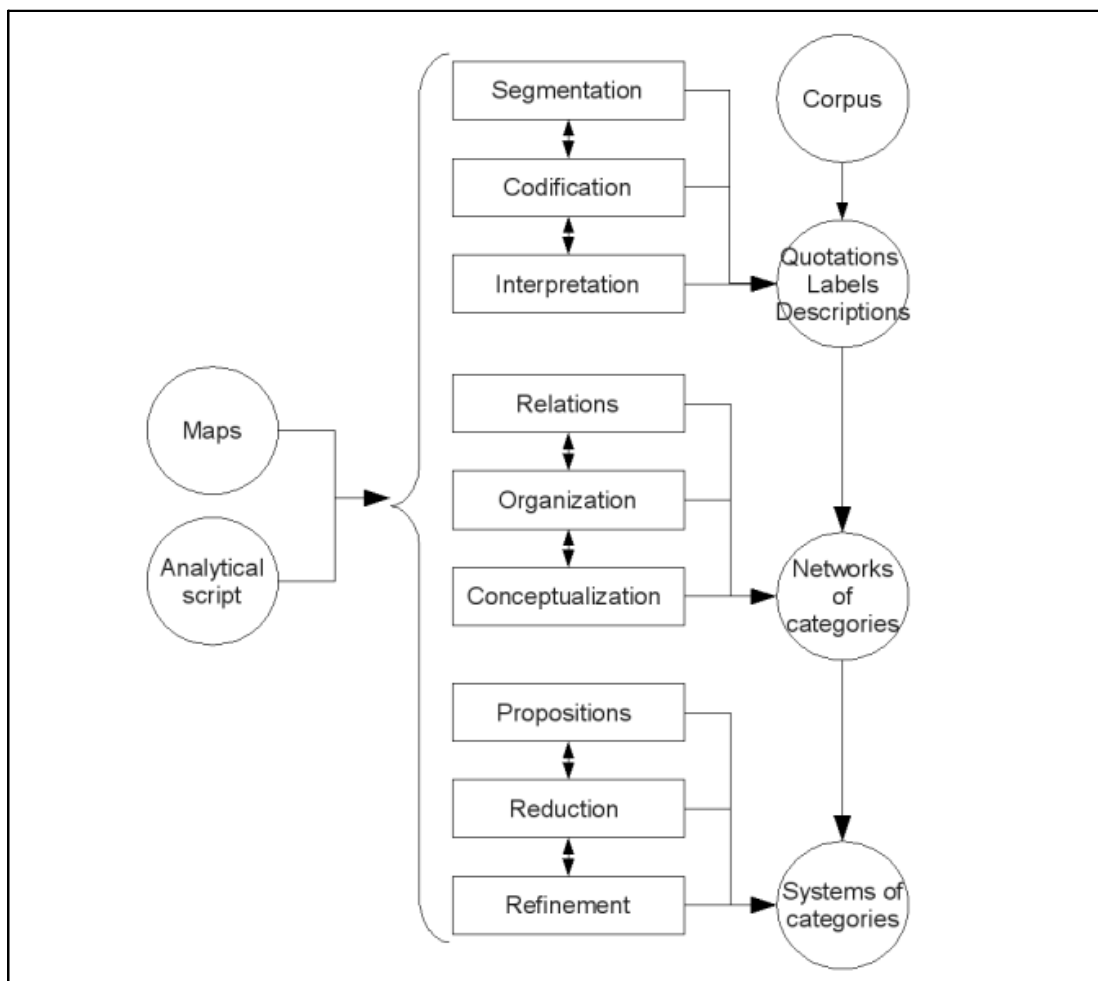 Segmentation
Corpus
Codification
Quotations
Labels
Descriptions
Interpretation
Relations
Maps
Organization
Analytical
script
Conceptualization
Networks
of
categories
Propositions
Reduction
Refinement
Systems of
categories